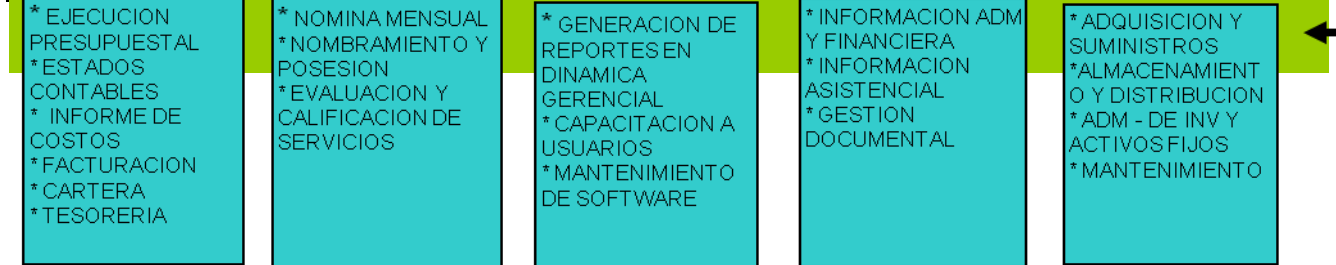 * EJECUCION
PRESUPUESTAL
* ESTADOS
CONTABLES
* INFORME DE
COSTOS
* FACTURACION
* CARTERA
* TESORERIA
* NOMINA MENSUAL
* NOMBRAMIENTO Y
POSESION
* EVALUACION Y
CALIFICACION DE
SERVICIOS
* GENERACION DE
REPORTES EN
DINAMICA
GERENCIAL
* CAPACITACION A
USUARIOS
* MANTENIMIENTO
DE SOFTWARE
* INFORMACION ADM
Y FINANCIERA
* INFORMACION
ASISTENCIAL
* GESTION
DOCUMENTAL
* ADQUISICION Y
SUMINISTROS
*ALMACENAMIENT
O Y DISTRIBUCION
* ADM - DE INV Y
ACTIVOS FIJOS
* MANTENIMIENTO